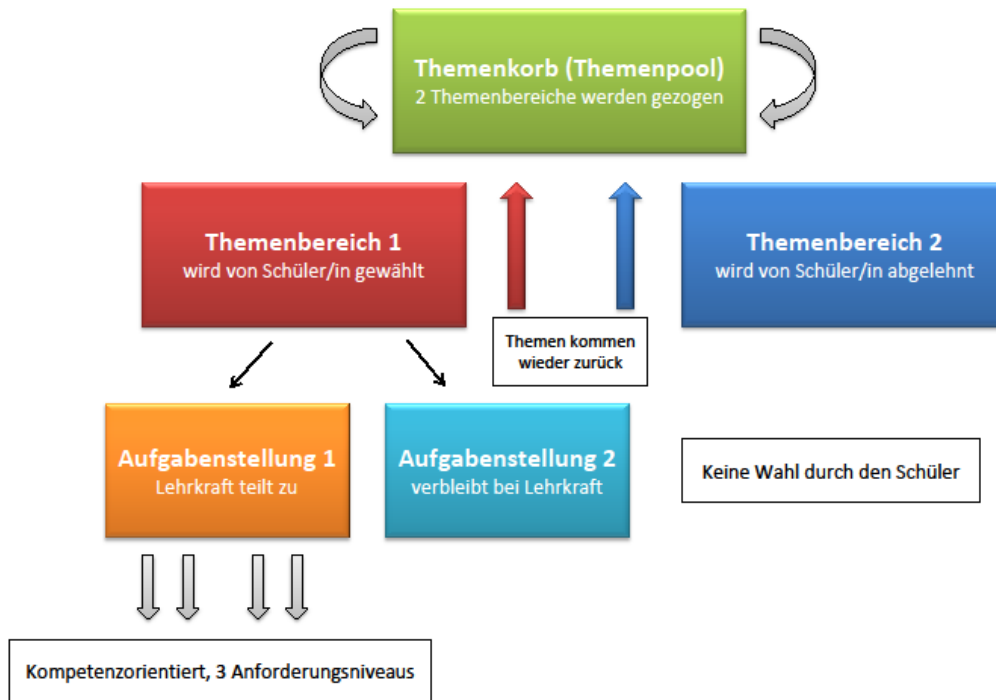 Themenkorb (Themenpool)
2 Themenbereiche werden gezogen
Themenbereich 1
wird von Schüler/in gewählt
Themenbereich 2
wird von Schüler/in abgelehnt
Themen kommen
wieder zurück
Aufgabenstellung 1
Lehrkraft teilt zu
Aufgabenstellung 2
verbleibt bei Lehrkraft
Keine Wahl durch den Schüler
Kompetenzorientiert, 3 Anforderungsniveaus